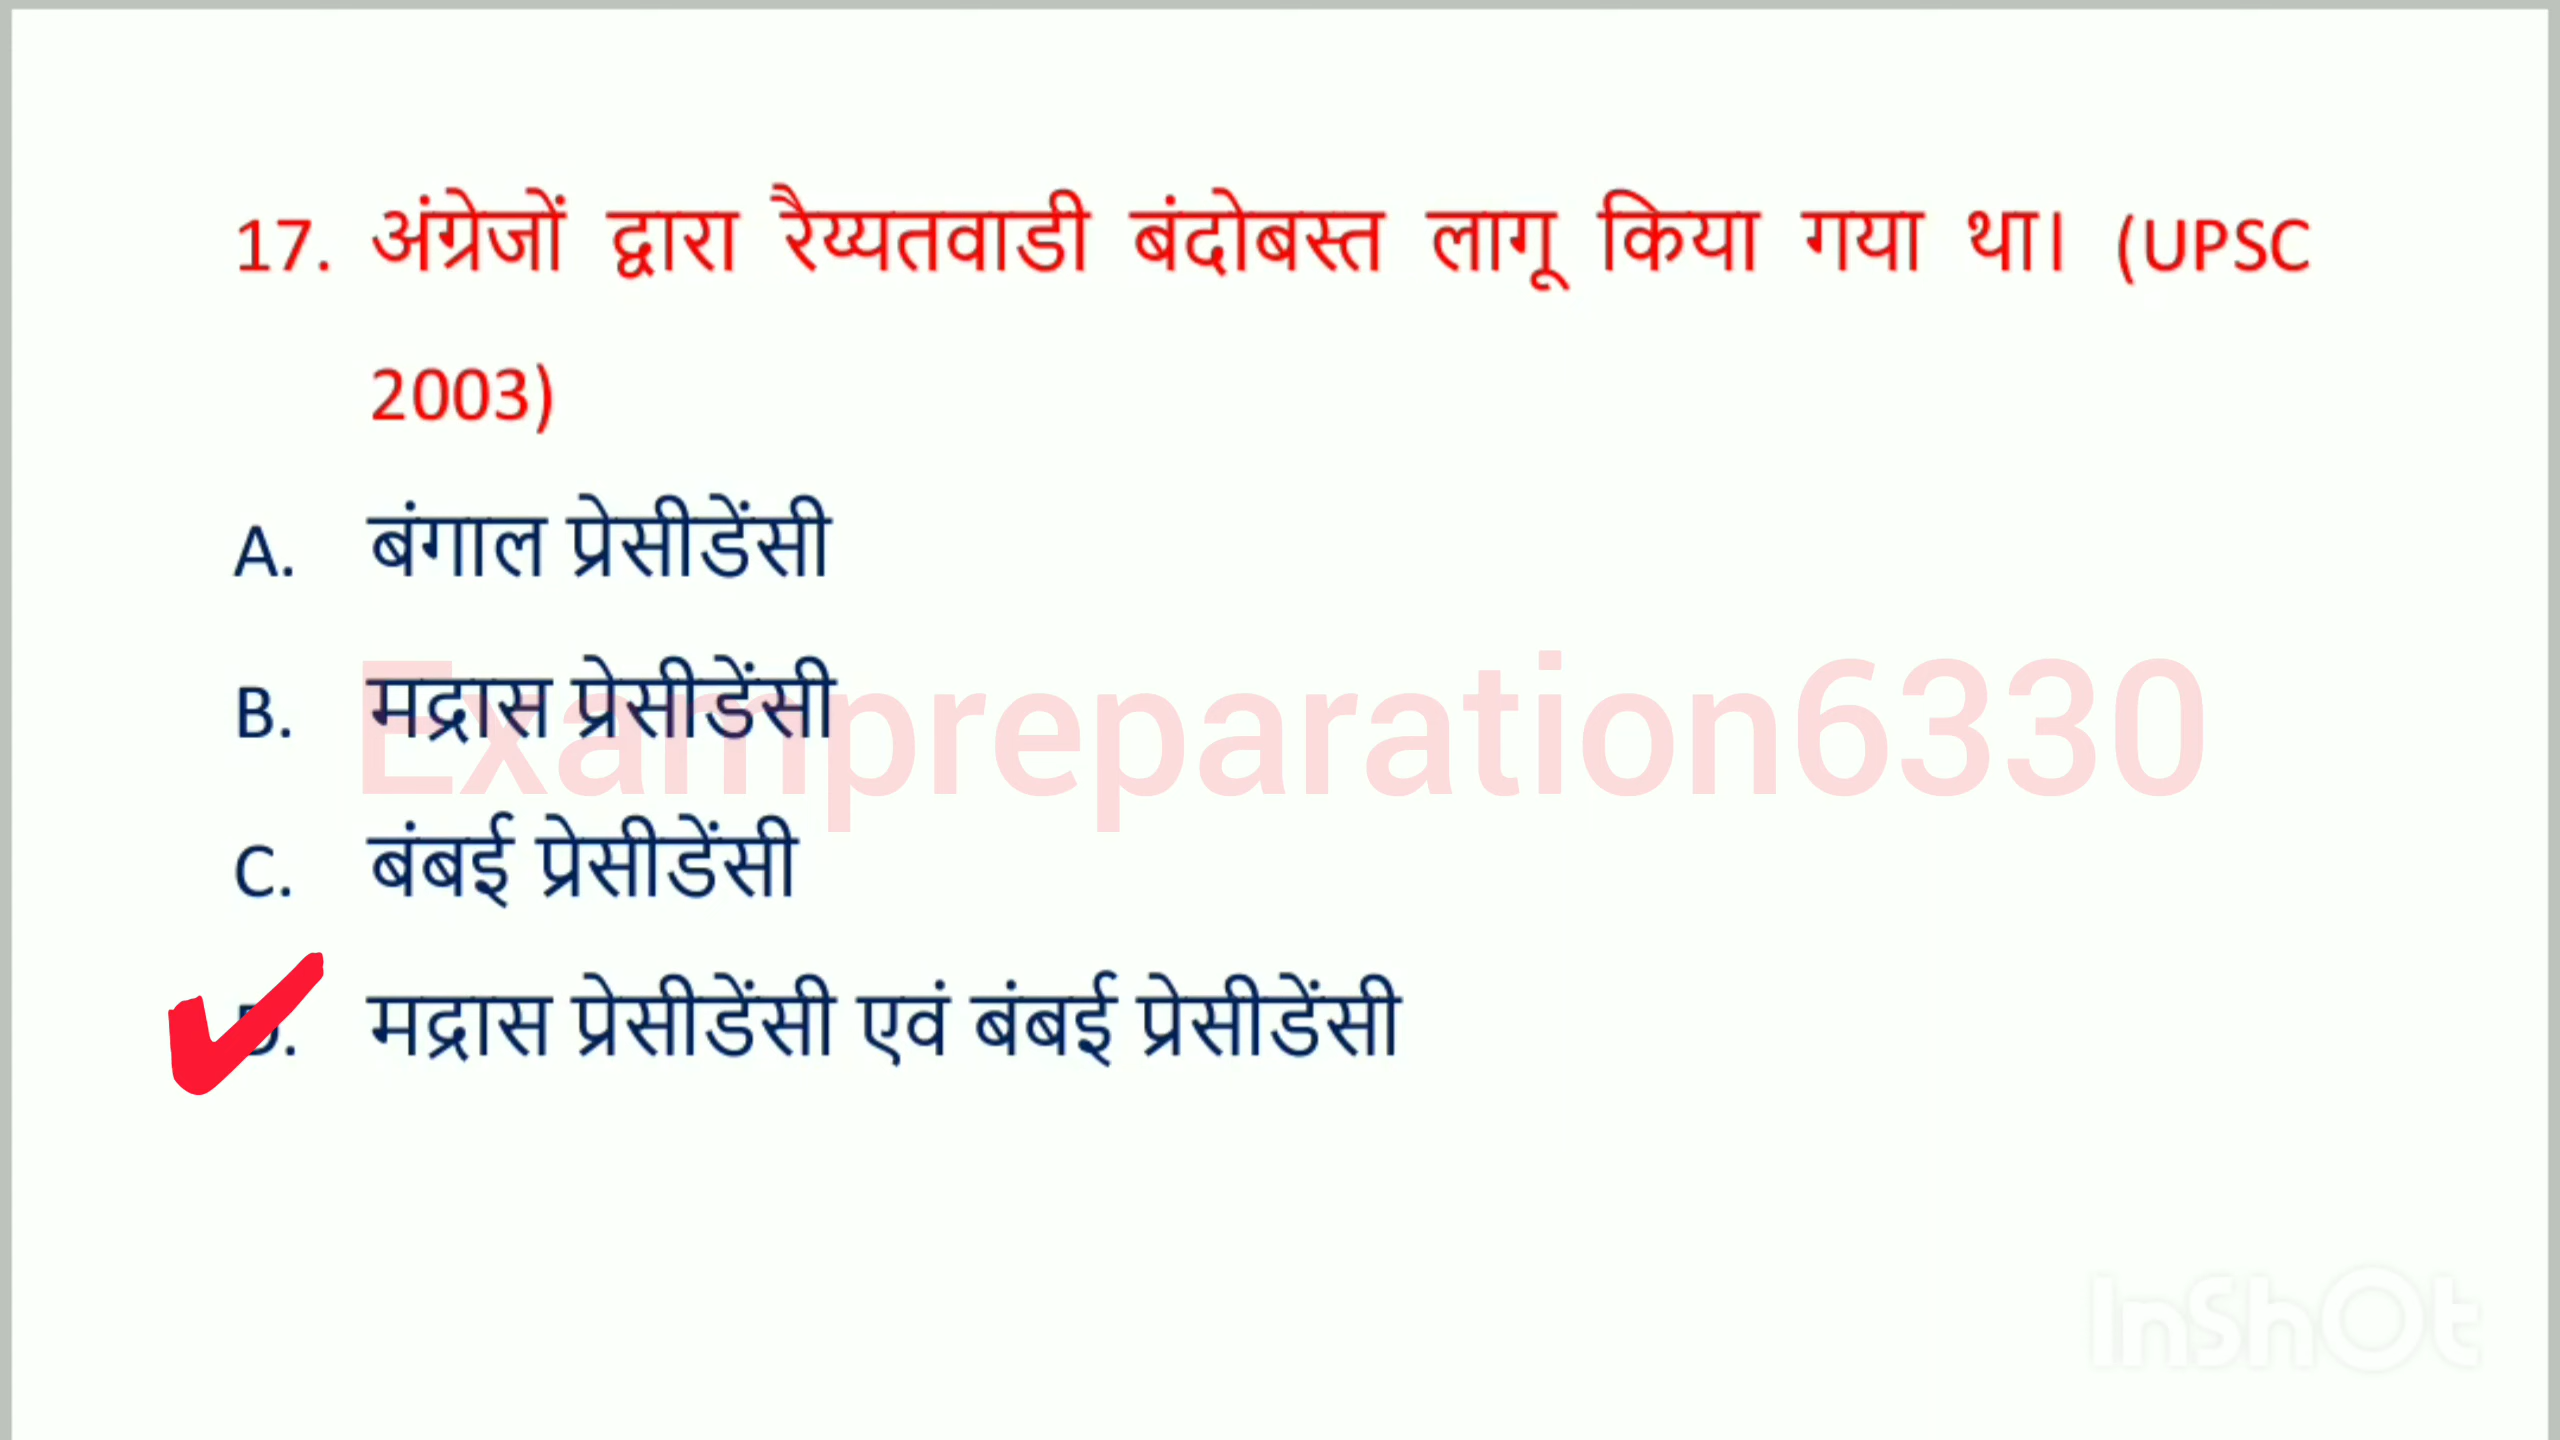 17. अंग्रेजों द्वारा रैय्यतवाडी बंदोबस्त लागू किया गया था। (UPSC
2003)
A. बंगाल प्रेसीडेंसी
B. मद्रास प्रेसीडेंसी
Exampreparation6330
C. बंबई प्रेसीडेंसी
D. मद्रास प्रेसीडेंसी एवं बंबई प्रेसीडेंसी
InShOt